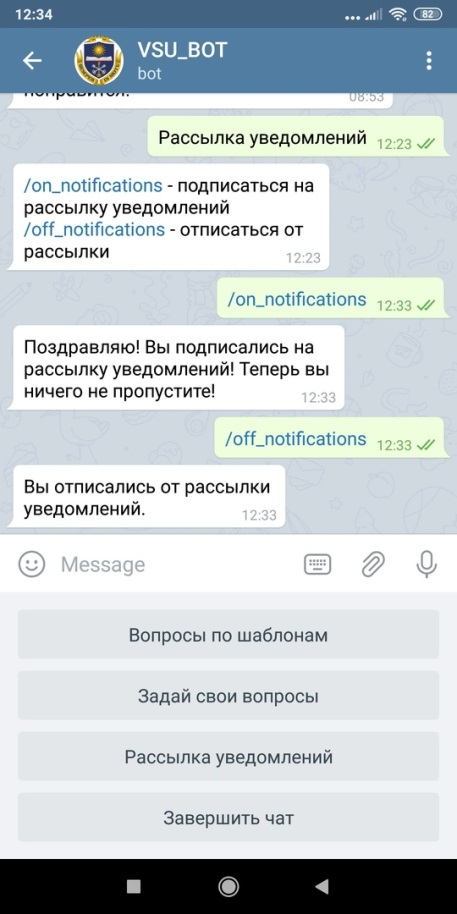 12:34
82
VSU_BOT
bot
понравится!
08:53
Рассылка уведомлений 12:23
/on_notifications - подписаться на
рассылку уведомлений
/off_notifications - отписаться от
рассылки
12:23
/on_notifications 12:33
Поздравляю! Вы подписались на
рассылку уведомлений! Теперь вы
ничего не пропустите!
12:33
/off_notifications 12:33
Вы отписались от рассылки
уведомлений.
12:33
Message
Вопросы по шаблонам
Задай свои вопросы
Рассылка уведомлений
Завершить чат